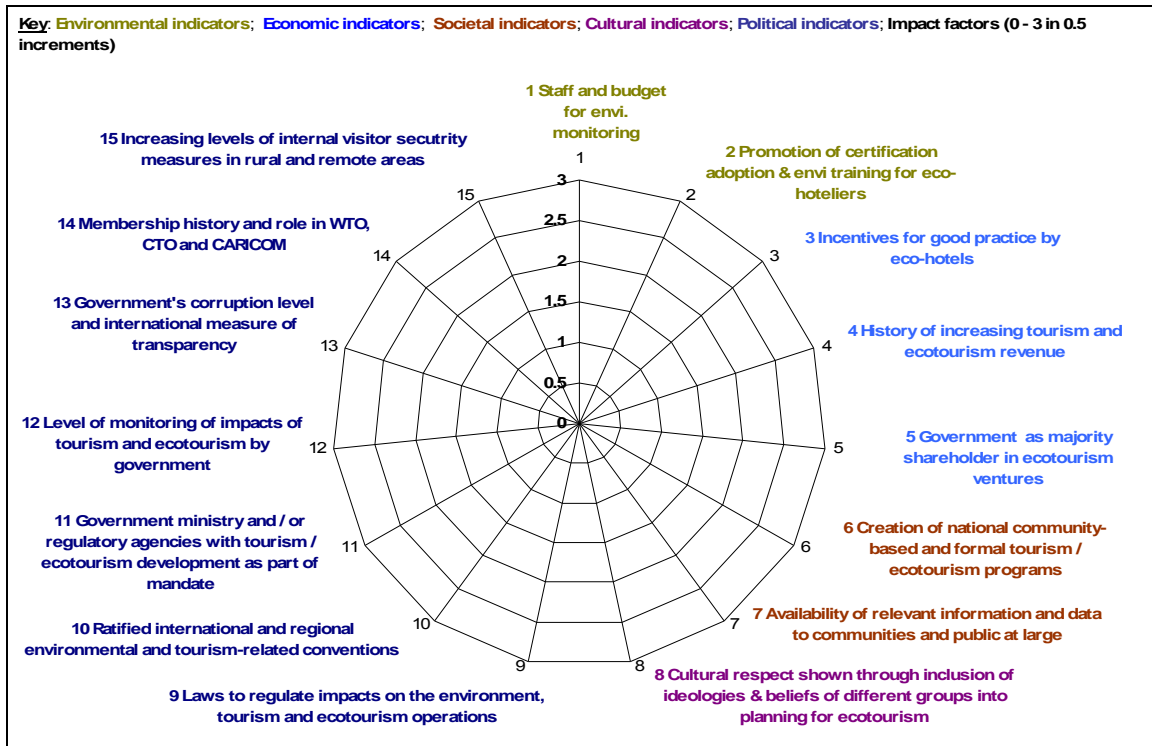 Key: Environmental indicators; Economic indicators; Societal indicators; Cultural indicators; Political indicators; Impact factors (0 - 3 in 0.5
increments)
1 Staff and budget
for envi.
monitoring
1
2 Promotion of certification
adoption & envi training for eco-
hoteliers
2
3 Incentives for good practice by
eco-hotels
3
4 History of increasing tourism and
ecotourism revenue
4
5 Government as majority
shareholder in ecotourism
ventures
5
6 Creation of national community-
based and formal tourism /
ecotourism programs
6
7 Availability of relevant information and data
to communities and public at large
7
8 Cultural respect shown through inclusion of
ideologies & beliefs of different groups into
planning for ecotourism
8
9 Laws to regulate impacts on the environment,
tourism and ecotourism operations
9
10 Ratified international and regional
environmental and tourism-related conventions
10
11 Government ministry and / or
regulatory agencies with tourism /
ecotourism development as part of
mandate
11
12 Level of monitoring of impacts of
tourism and ecotourism by
government
12
13 Government's corruption level
and international measure of
transparency
13
14 Membership history and role in WTO,
CTO and CARICOM
14
15 Increasing levels of internal visitor secutrity
measures in rural and remote areas
15
3
2.5
2
1.5
1
0.5
0